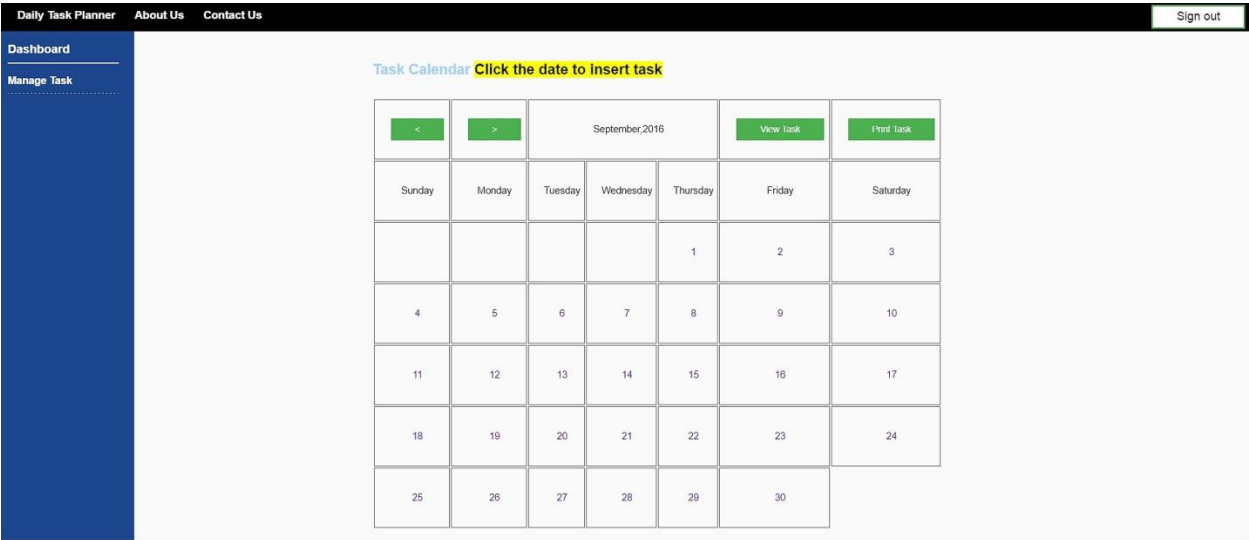 Daily Task Planner About Us Contact Us Sign out
Dashboard
Manage Task
Task Calendar Click the date to insert task
< > September,2016 View Task Print Task
Sunday Monday Tuesday Wednesday Thursday Friday Saturday
1 2 3
4 5 6 7 8 9 10
11 12 13 14 15 16 17
18 19 20 21 22 23 24
25 26 27 28 29 30